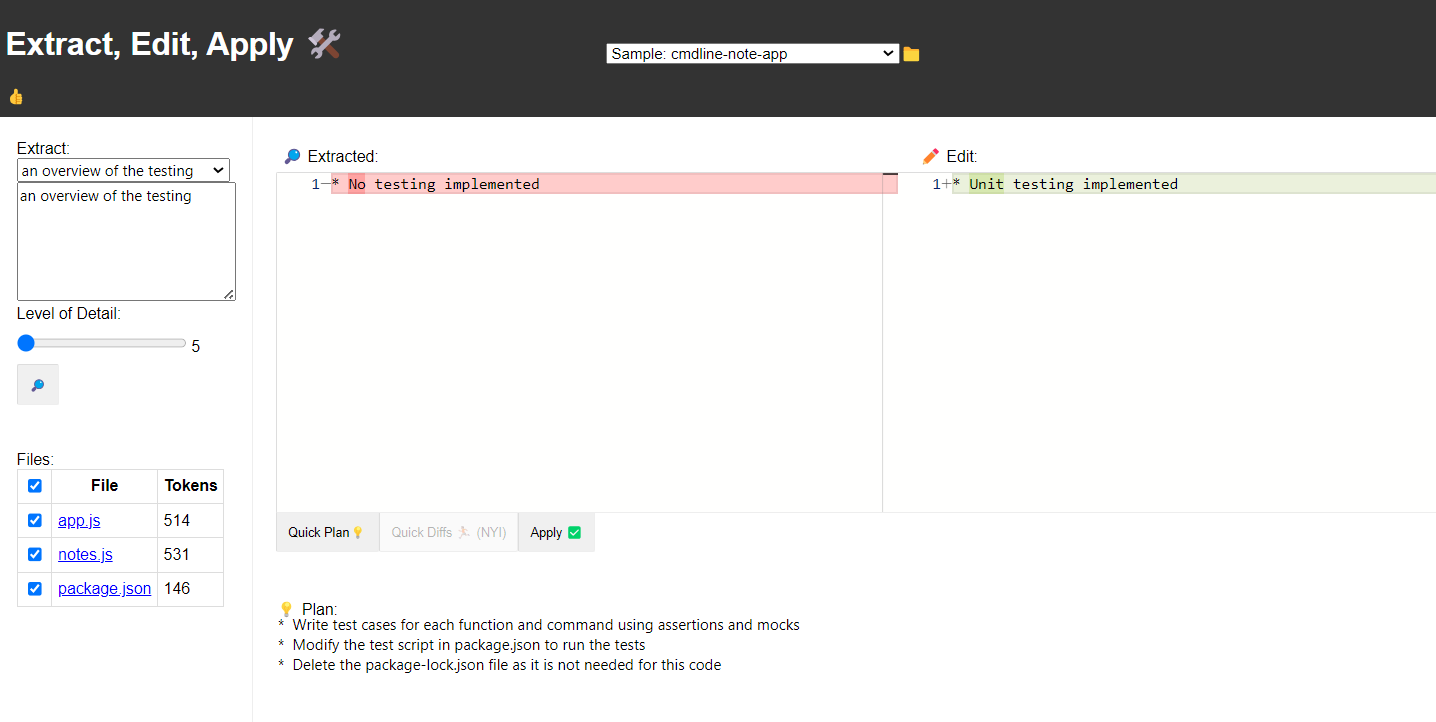 Extract, Edit, Apply 🛠️
Sample: cmdline-note-app
👍
Extract:
an overview of the testing
an overview of the testing
Level of Detail:
5
Files:
File Tokens
app.js 514
notes.js 531
package.json 146
🔎 Extracted:
1−* No testing implemented
✏️ Edit:
1+* Unit testing implemented
Quick Plan💡 Quick Diffs 🏃 (NYI) Apply ✅
💡 Plan:
* Write test cases for each function and command using assertions and mocks
* Modify the test script in package.json to run the tests
* Delete the package-lock.json file as it is not needed for this code